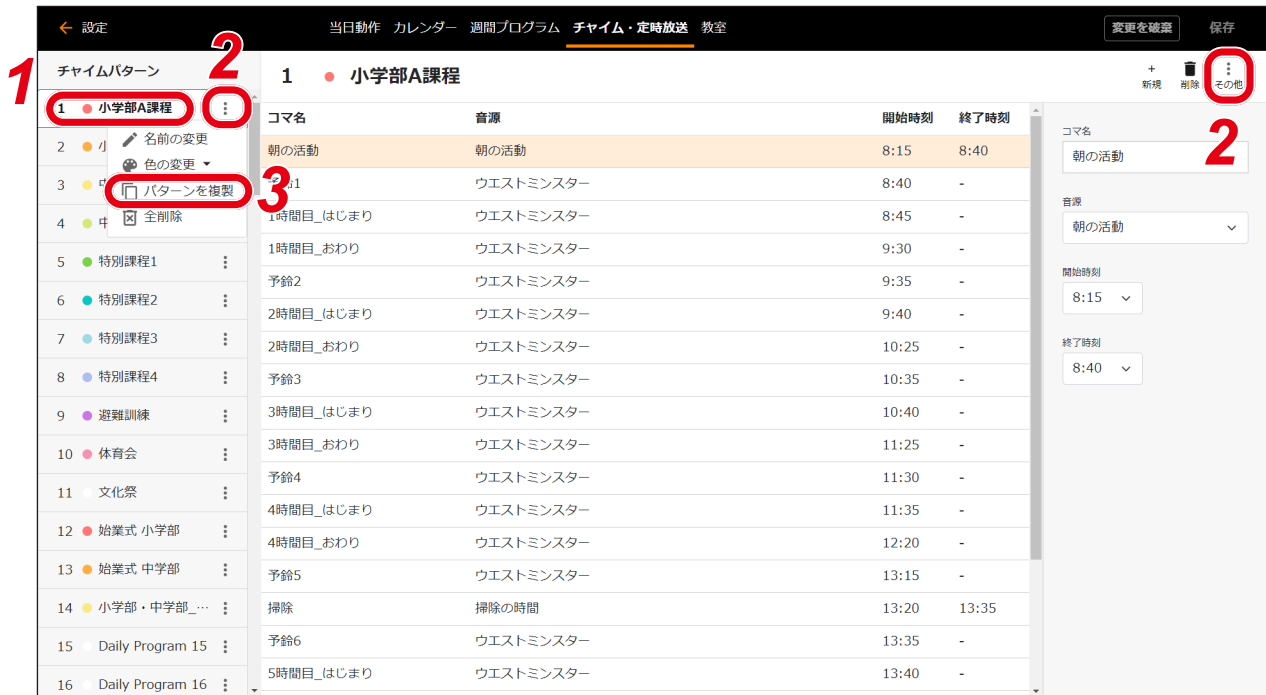 ← 設定 当日動作 カレンダー 週間プログラム チャイム・定時放送 教室 変更を破棄 保存
1 2
チャイムパターン
1 小学部A課程
+ 新規 削除 その他
2
1 小学部A課程
名前の変更
色の変更
パターンを複製
全削除
3
2 小
3 中
4 中
5 特別課程1
6 特別課程2
7 特別課程3
8 特別課程4
9 避難訓練
10 体育会
11 文化祭
12 始業式 小学部
13 始業式 中学部
14 小学部・中学部_…
15 Daily Program 15
16 Daily Program 16
コマ名 音源 開始時刻 終了時刻
朝の活動 朝の活動 8:15 8:40
1 ウエストミンスター 8:40 -
1時間目_はじまり ウエストミンスター 8:45 -
1時間目_おわり ウエストミンスター 9:30 -
予鈴2 ウエストミンスター 9:35 -
2時間目_はじまり ウエストミンスター 9:40 -
2時間目_おわり ウエストミンスター 10:25 -
予鈴3 ウエストミンスター 10:35 -
3時間目_はじまり ウエストミンスター 10:40 -
3時間目_おわり ウエストミンスター 11:25 -
予鈴4 ウエストミンスター 11:30 -
4時間目_はじまり ウエストミンスター 11:35 -
4時間目_おわり ウエストミンスター 12:20 -
予鈴5 ウエストミンスター 13:15 -
掃除 掃除の時間 13:20 13:35
予鈴6 ウエストミンスター 13:35 -
5時間目_はじまり ウエストミンスター 13:40 -
コマ名
朝の活動
音源
朝の活動
開始時刻
8:15
終了時刻
8:40